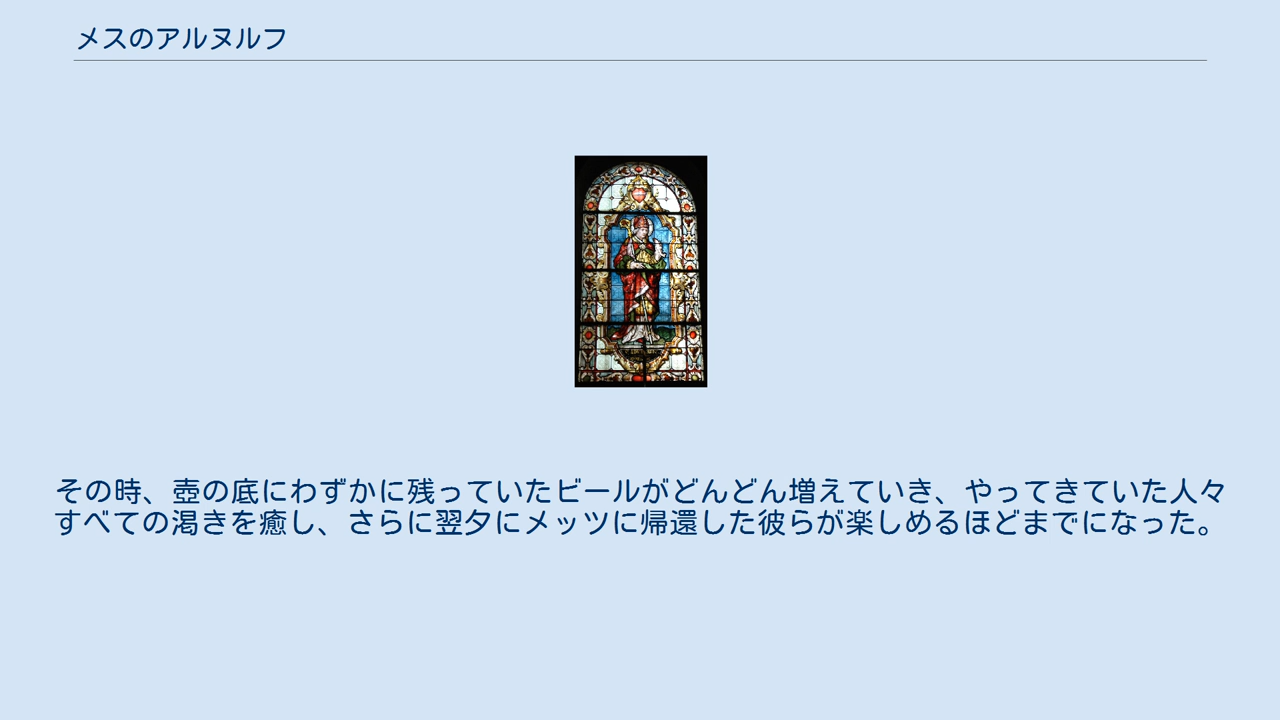 メスのアルヌルフ
その時、壺の底にわずかに残っていたビールがどんどん増えていき、やってきていた人々
すべての渇きを癒し、さらに翌夕にメッツに帰還した彼らが楽しめるほどまでになった。